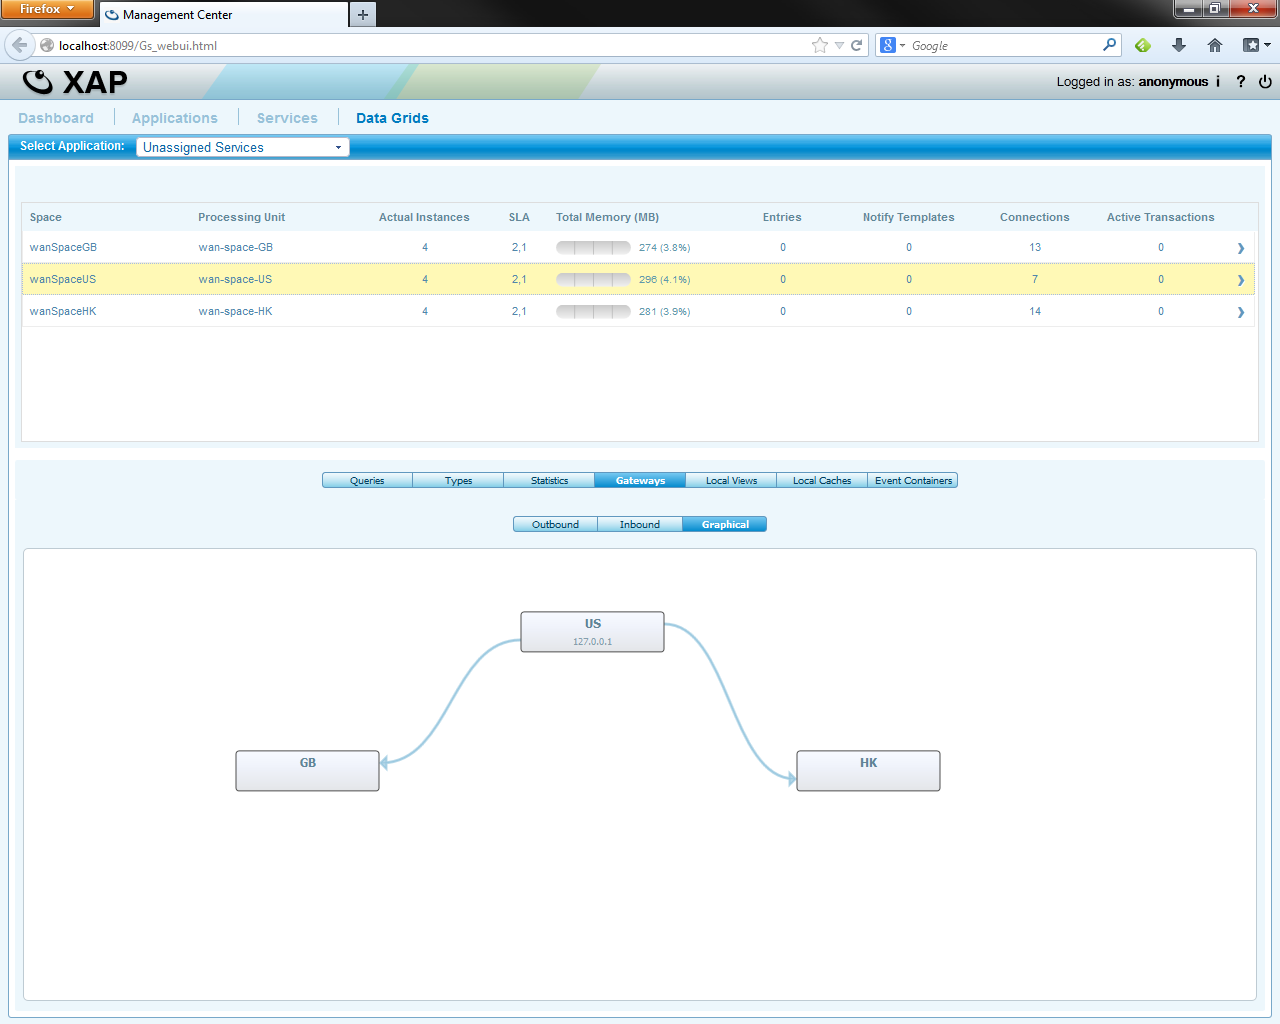 Firefox
Management Center
localhost:8099/Gs_webui.html
Google
XAP
Logged in as: anonymous i ?
Dashboard Applications Services Data Grids
Select Application: Unassigned Services
Space Processing Unit Actual Instances SLA Total Memory (MB) Entries Notify Templates Connections Active Transactions
wanSpaceGB wan-space-GB 4 2,1 274 (3.8%) 0 0 13 0
wanSpaceUS wan-space-US 4 2,1 296 (4.1%) 0 0 7 0
wanSpaceHK wan-space-HK 4 2,1 281 (3.9%) 0 0 14 0
Queries Types Statistics Gateways Local Views Local Caches Event Containers
Outbound Inbound Graphical
US
127.0.0.1
GB
HK